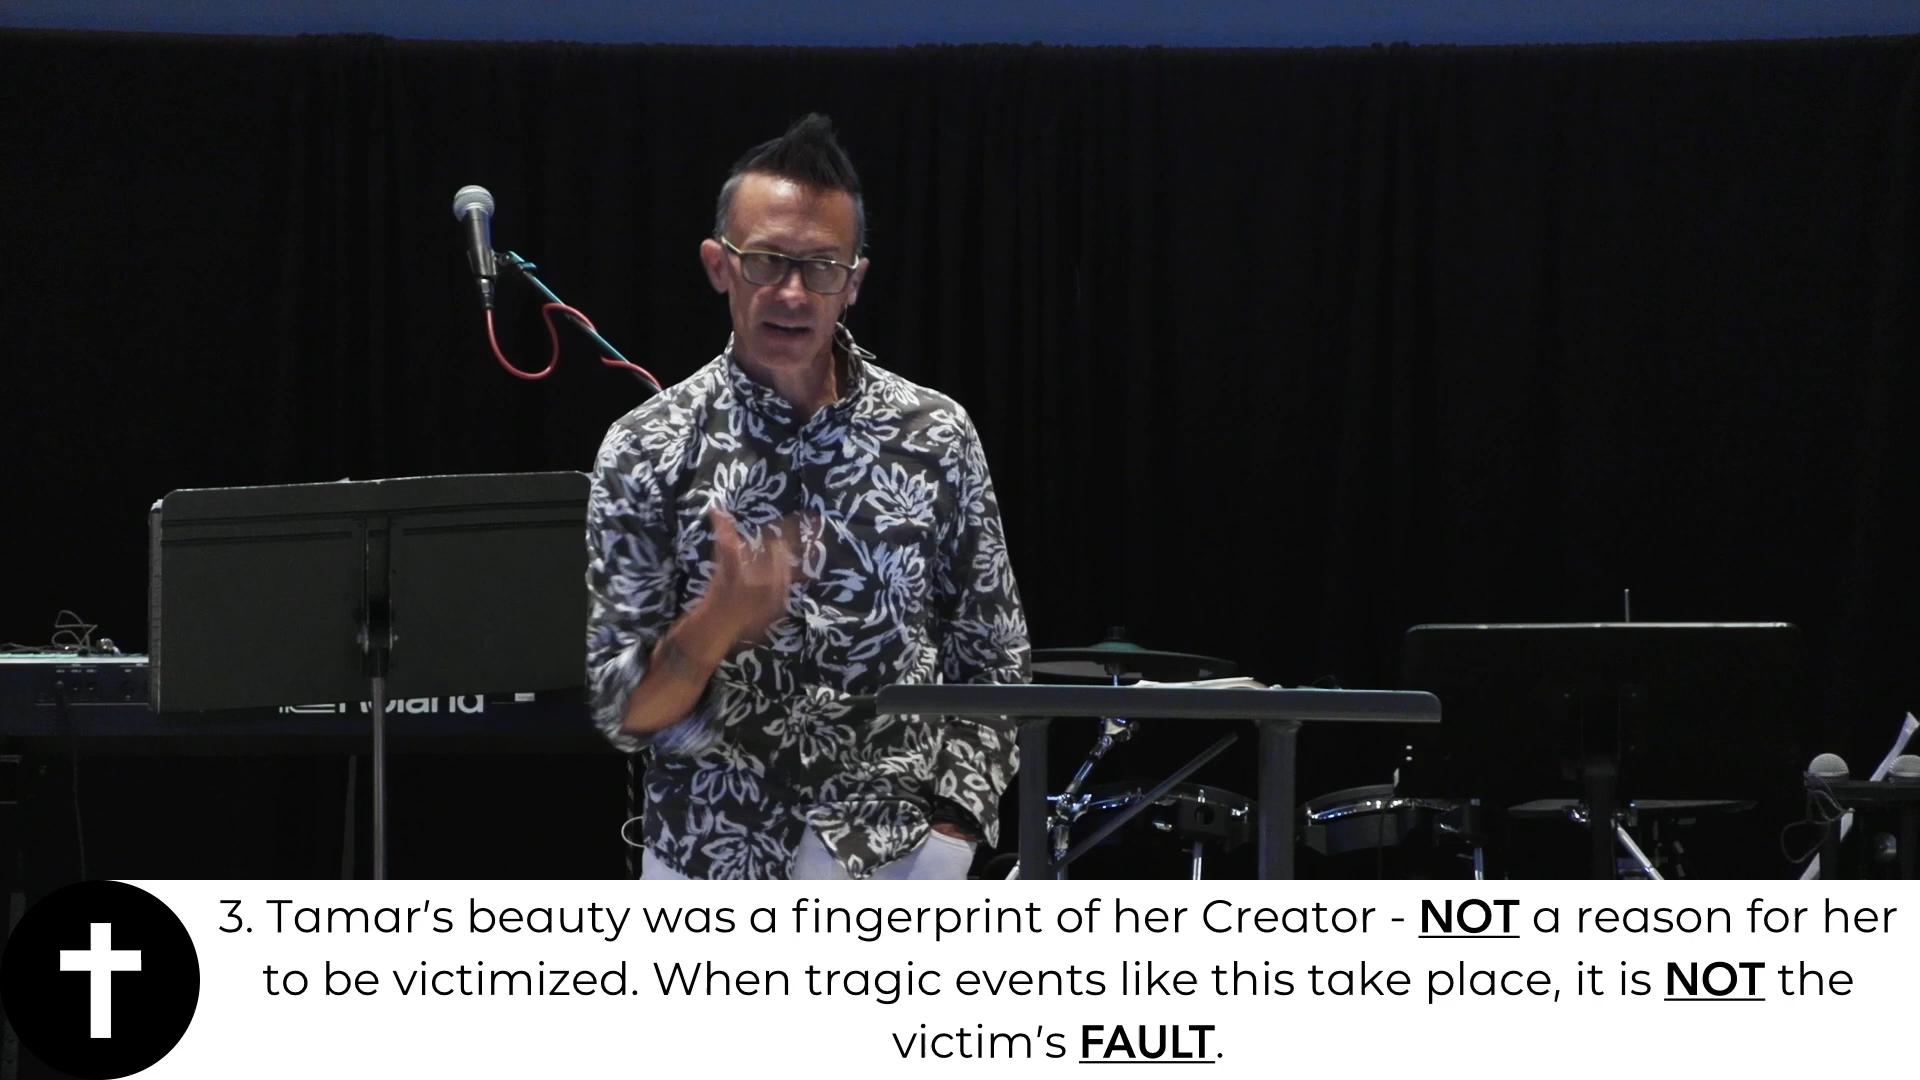 Roland
3. Tamar's beauty was a fingerprint of her Creator - NOT a reason for her
to be victimized. When tragic events like this take place, it is NOT the
victim's FAULT.